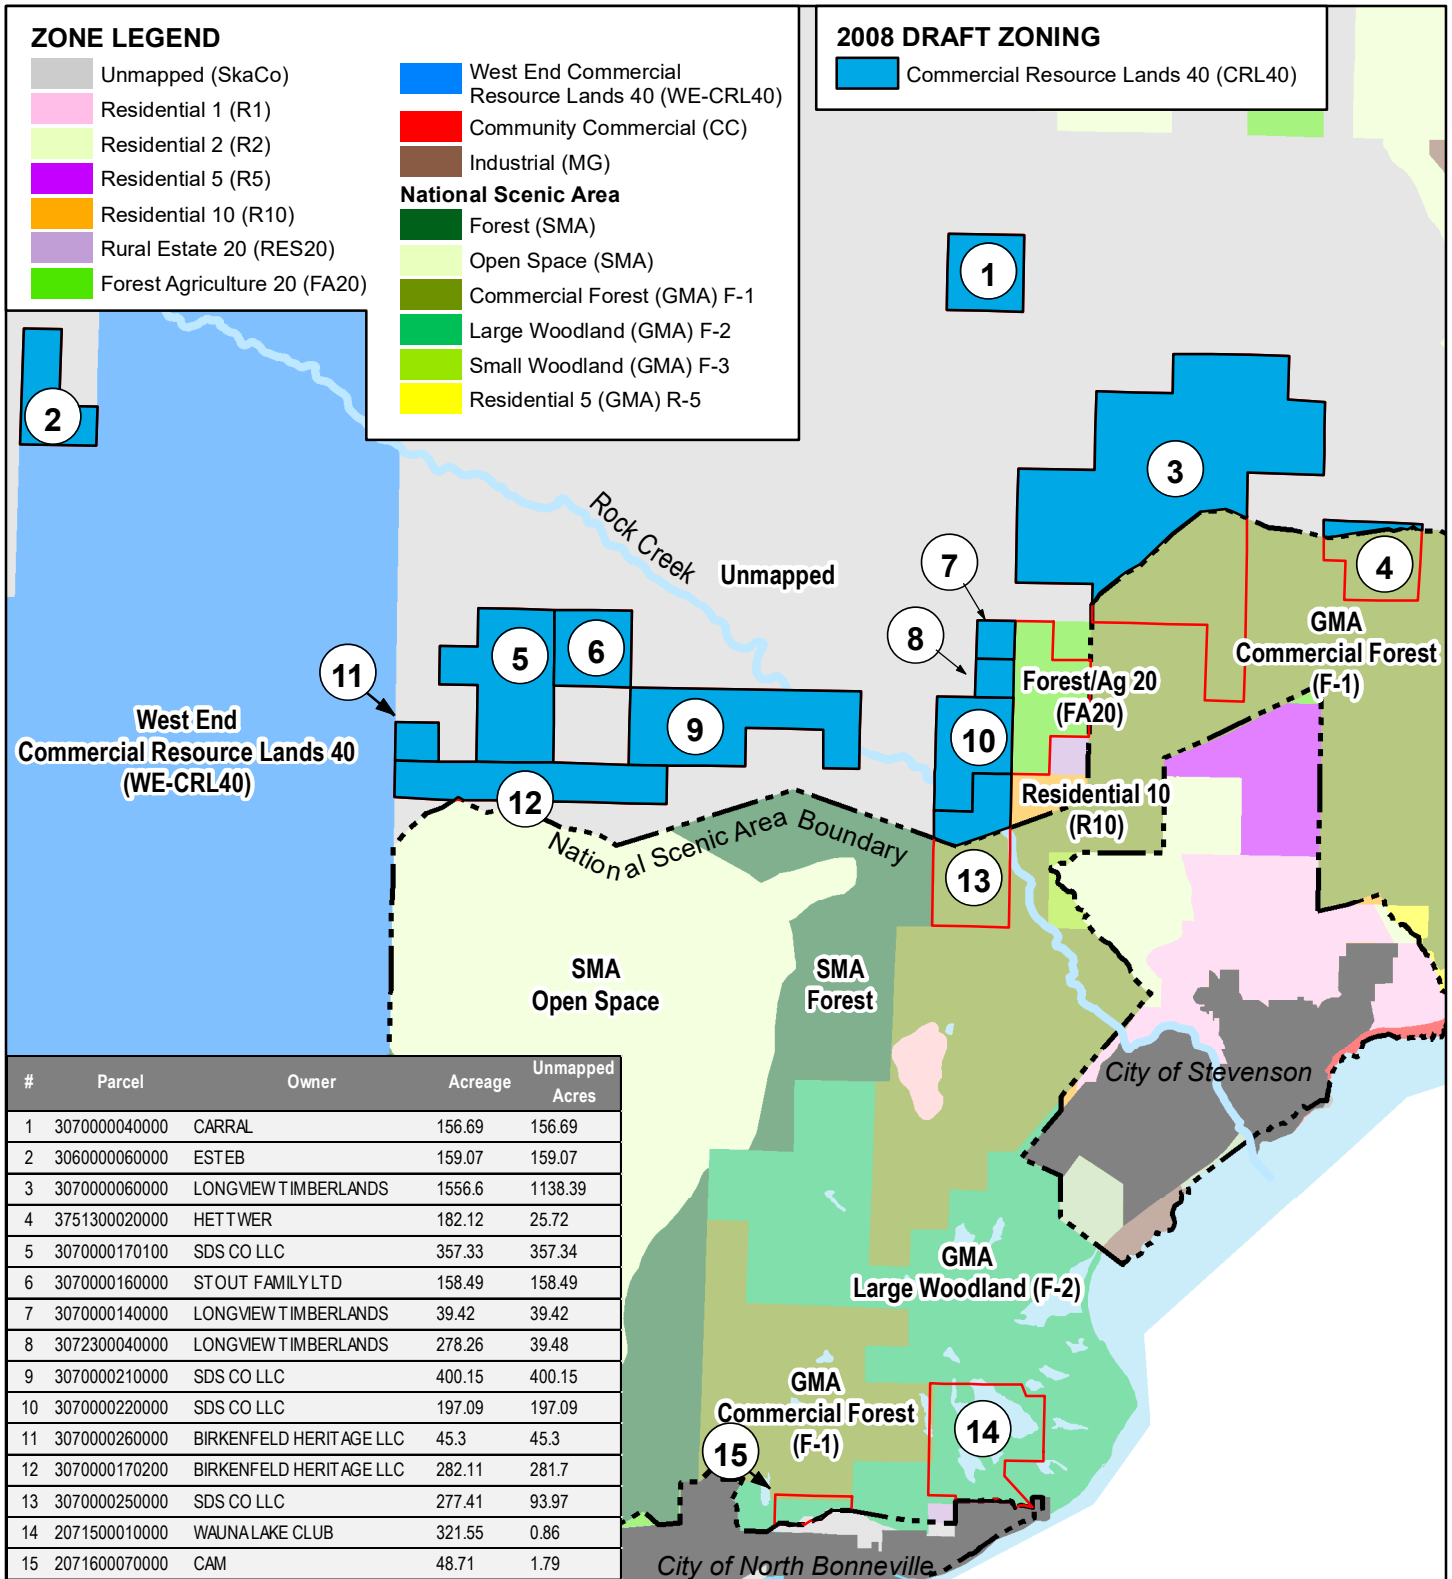 ZONE LEGEND
Unmapped (SkaCo)
Residential 1 (R1)
Residential 2 (R2)
Residential 5 (R5)
Residential 10 (R10)
Rural Estate 20 (RES20)
Forest Agriculture 20 (FA20)
West End Commercial
Resource Lands 40 (WE-CRL40)
Community Commercial (CC)
Industrial (MG)
National Scenic Area
Forest (SMA)
Open Space (SMA)
Commercial Forest (GMA) F-1
Large Woodland (GMA) F-2
Small Woodland (GMA) F-3
Residential 5 (GMA) R-5
2008 DRAFT ZONING
Commercial Resource Lands 40 (CRL40)
1
2
3
Rock Creek
Unmapped
7
4
8
GMA
Commercial Forest
(F-1)
5
6
11
Forest/Ag 20
(FA20)
West End
Commercial Resource Lands 40
(WE-CRL40)
9
10
12
Residential 10
(R10)
National Scenic Area Boundary
13
SMA
Open Space
SMA
Forest
City of Stevenson
GMA
Large Woodland (F-2)
GMA
Commercial Forest
(F-1)
14
15
City of North Bonneville
# Parcel Owner Acreage Unmapped Acres
1 3070000040000 CARRAL 156.69 156.69
2 3060000060000 ESTEB 159.07 159.07
3 3070000060000 LONGVIEW TIMBERLANDS 1556.6 1138.39
4 3751300020000 HETTWER 182.12 25.72
5 3070000170100 SDS CO LLC 357.33 357.34
6 3070000160000 STOUT FAMILY LTD 158.49 158.49
7 3070000140000 LONGVIEW TIMBERLANDS 39.42 39.42
8 3072300040000 LONGVIEW TIMBERLANDS 278.26 39.48
9 3070000210000 SDS CO LLC 400.15 400.15
10 3070000220000 SDS CO LLC 197.09 197.09
11 3070000260000 BIRKENFELD HERITAGE LLC 45.3 45.3
12 3070000170200 BIRKENFELD HERITAGE LLC 282.11 281.7
13 3070000250000 SDS CO LLC 277.41 93.97
14 2071500010000 WAUNA LAKE CLUB 321.55 0.86
15 2071600070000 CAM 48.71 1.79